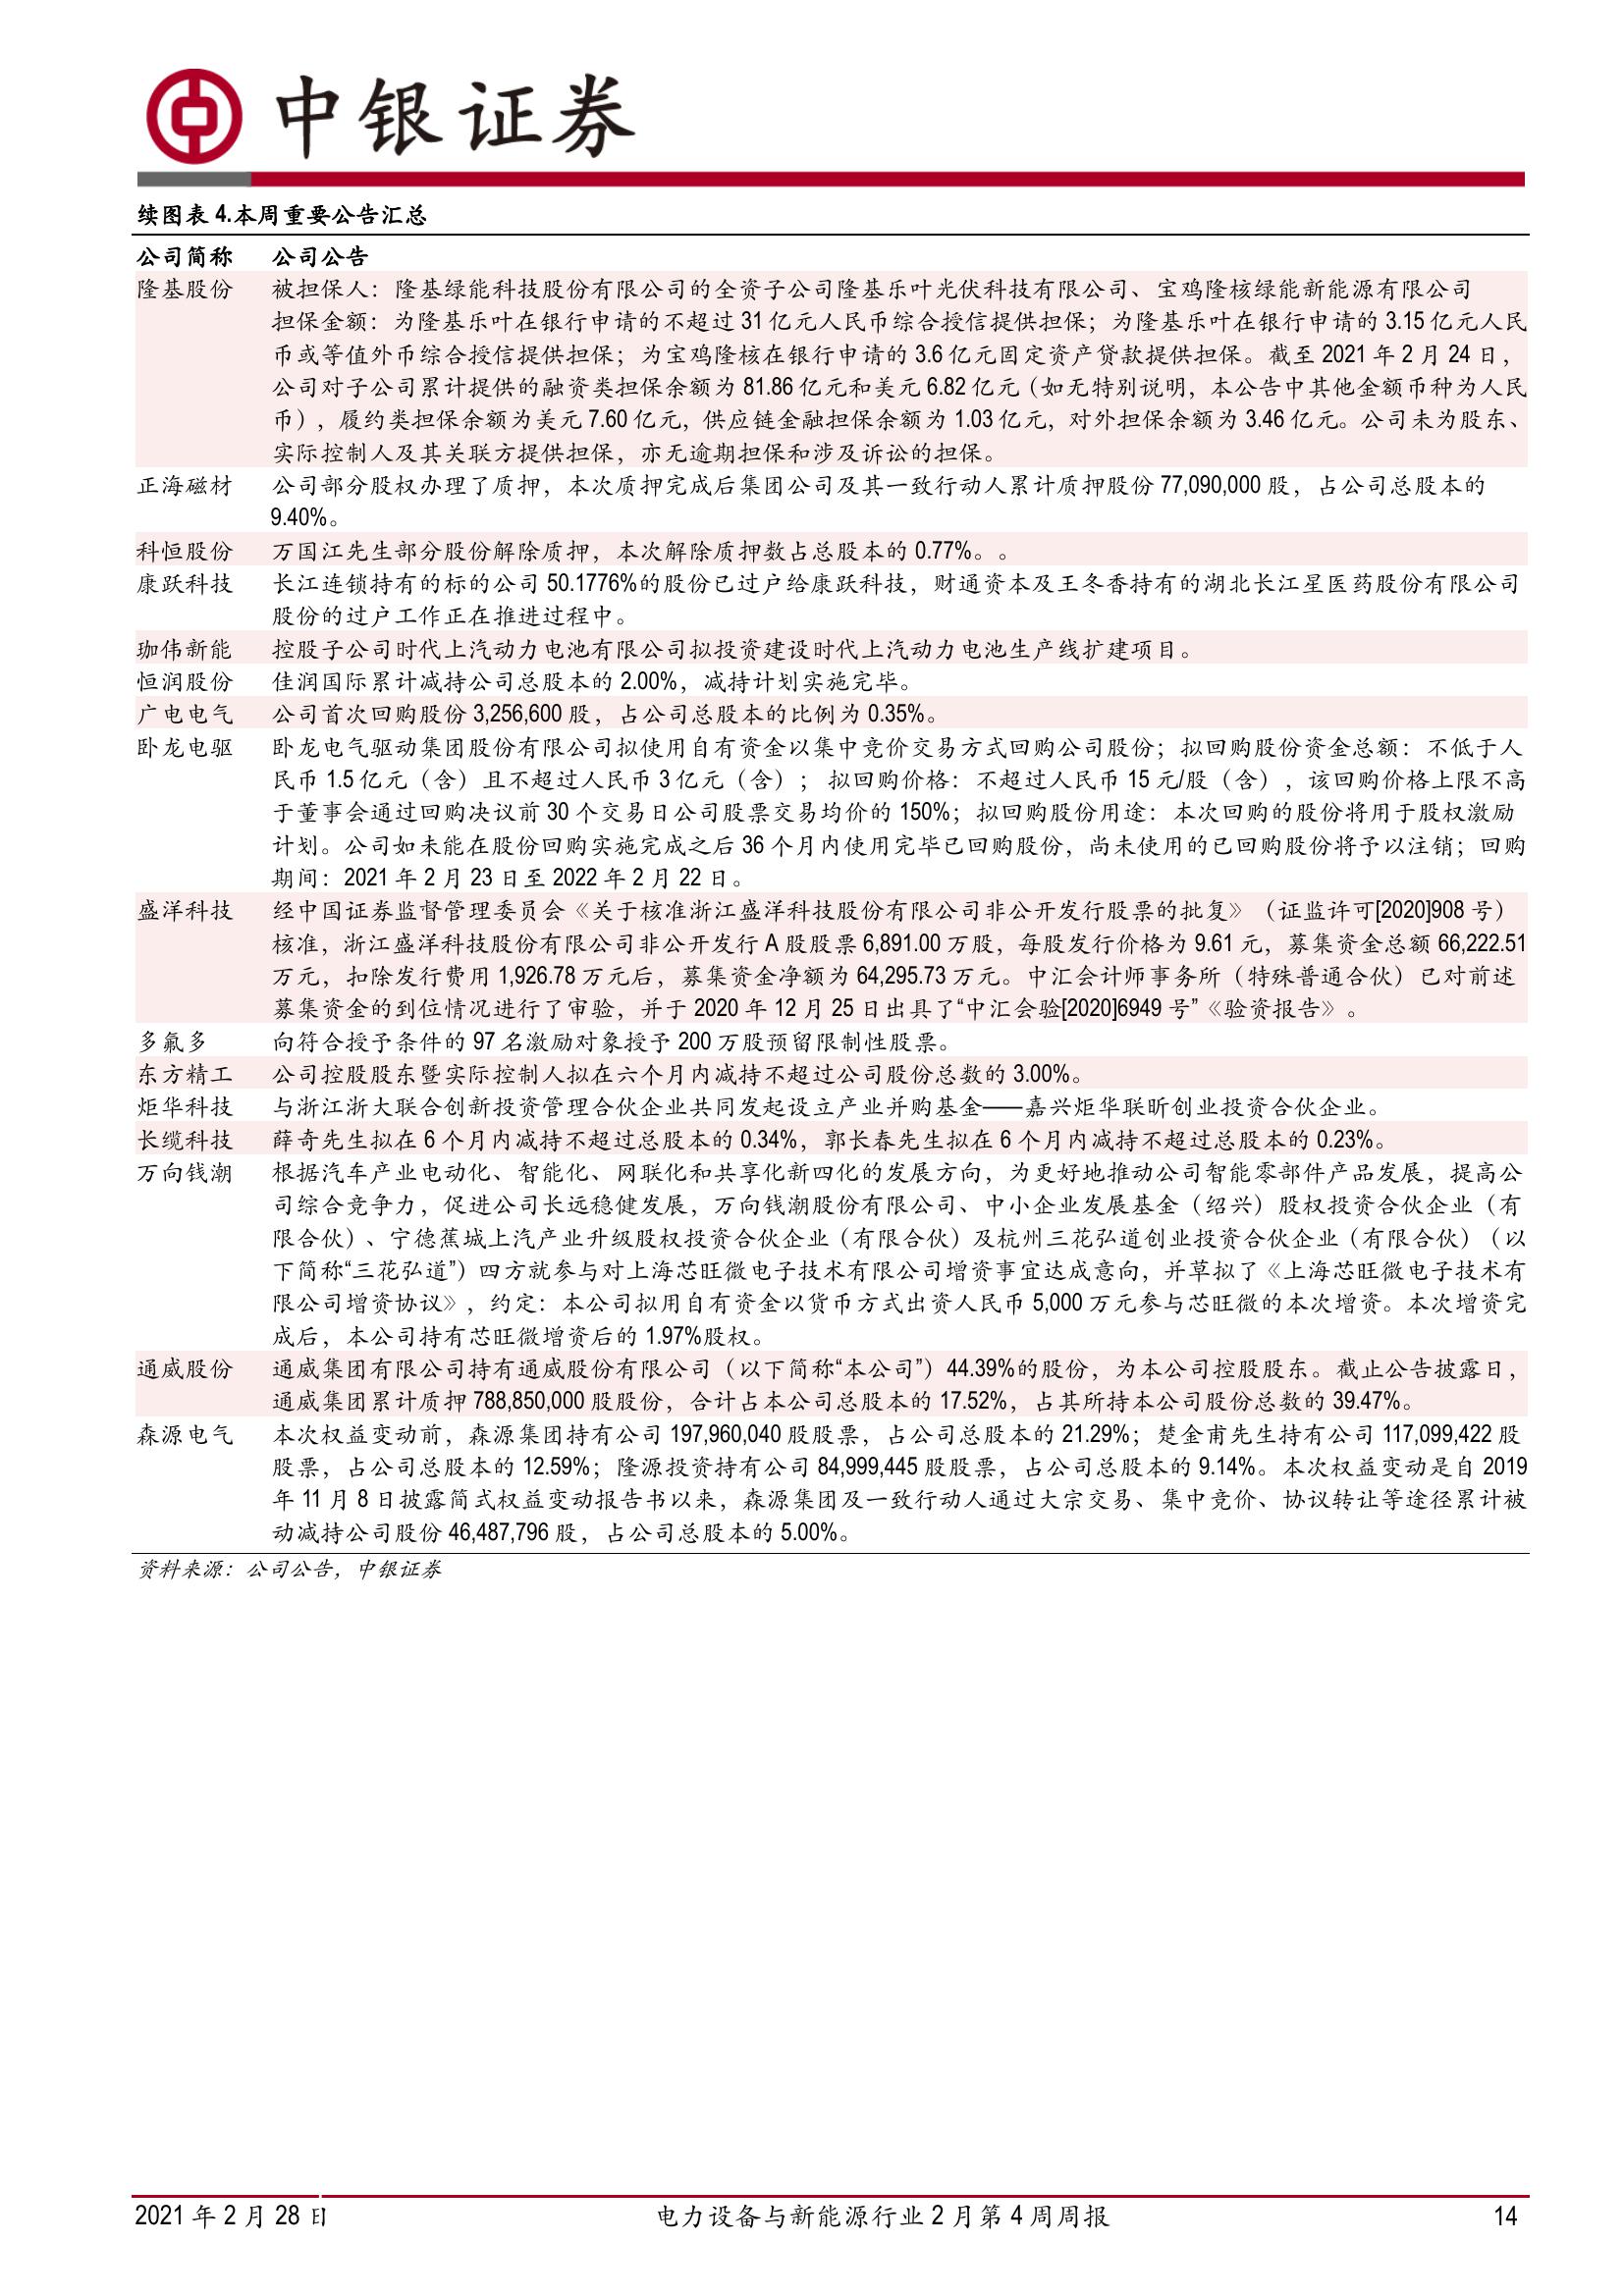 中银证券
续图表 4.本周重要公告汇总
公司简称 公司公告
隆基股份 被担保人：隆基绿能科技股份有限公司的全资子公司隆基乐叶光伏科技有限公司、宝鸡隆核绿能新能源有限公司
担保金额：为隆基乐叶在银行申请的不超过 31 亿元人民币综合授信提供担保；为隆基乐叶在银行申请的 3.15 亿元人民
币或等值外币综合授信提供担保；为宝鸡隆核在银行申请的 3.6 亿元固定资产贷款提供担保。截至 2021 年 2 月 24 日，
公司对子公司累计提供的融资类担保余额为 81.86 亿元和美元 6.82 亿元（如无特别说明，本公告中其他金额币种为人民
币），履约类担保余额为美元 7.60 亿元，供应链金融担保余额为 1.03 亿元，对外担保余额为 3.46 亿元。公司未为股东、
实际控制人及其关联方提供担保，亦无逾期担保和涉及诉讼的担保。
正海磁材 公司部分股权办理了质押，本次质押完成后集团公司及其一致行动人累计质押股份 77,090,000 股，占公司总股本的
9.40%。
科恒股份 万国江先生部分股份解除质押，本次解除质押数占总股本的 0.77%。。
康跃科技 长江连锁持有的标的公司 50.1776%的股份已过户给康跃科技，财通资本及王冬香持有的湖北长江星医药股份有限公司
股份的过户工作正在推进过程中。
珈伟新能 控股子公司时代上汽动力电池有限公司拟投资建设时代上汽动力电池生产线扩建项目。
恒润股份 佳润国际累计减持公司总股本的 2.00%，减持计划实施完毕。
广电电气 公司首次回购股份 3,256,600 股，占公司总股本的比例为 0.35%。
卧龙电驱 卧龙电气驱动集团股份有限公司拟使用自有资金以集中竞价交易方式回购公司股份；拟回购股份资金总额：不低于人
民币 1.5 亿元（含）且不超过人民币 3 亿元（含）； 拟回购价格：不超过人民币 15 元/股（含），该回购价格上限不高
于董事会通过回购决议前 30 个交易日公司股票交易均价的 150%；拟回购股份用途：本次回购的股份将用于股权激励
计划。公司如未能在股份回购实施完成之后 36 个月内使用完毕已回购股份，尚未使用的已回购股份将予以注销；回购
期间：2021 年 2 月 23 日至 2022 年 2 月 22 日。
盛洋科技 经中国证券监督管理委员会《关于核准浙江盛洋科技股份有限公司非公开发行股票的批复》（证监许可[2020]908 号）
核准，浙江盛洋科技股份有限公司非公开发行 A 股股票 6,891.00 万股，每股发行价格为 9.61 元，募集资金总额 66,222.51
万元，扣除发行费用 1,926.78 万元后，募集资金净额为 64,295.73 万元。中汇会计师事务所（特殊普通合伙）已对前述
募集资金的到位情况进行了审验，并于 2020 年 12 月 25 日出具了“中汇会验[2020]6949 号”《验资报告》。
多氟多 向符合授予条件的 97 名激励对象授予 200 万股预留限制性股票。
东方精工 公司控股股东暨实际控制人拟在六个月内减持不超过公司股份总数的 3.00%。
炬华科技 与浙江浙大联合创新投资管理合伙企业共同发起设立产业并购基金——嘉兴炬华联昕创业投资合伙企业。
长缆科技 薛奇先生拟在 6 个月内减持不超过总股本的 0.34%，郭长春先生拟在 6 个月内减持不超过总股本的 0.23%。
万向钱潮 根据汽车产业电动化、智能化、网联化和共享化新四化的发展方向，为更好地推动公司智能零部件产品发展，提高公
司综合竞争力，促进公司长远稳健发展，万向钱潮股份有限公司、中小企业发展基金（绍兴）股权投资合伙企业（有
限合伙）、宁德蕉城上汽产业升级股权投资合伙企业（有限合伙）及杭州三花弘道创业投资合伙企业（有限合伙）（以
下简称“三花弘道”）四方就参与对上海芯旺微电子技术有限公司增资事宜达成意向，并草拟了《上海芯旺微电子技术有
限公司增资协议》，约定：本公司拟用自有资金以货币方式出资人民币 5,000 万元参与芯旺微的本次增资。本次增资完
成后，本公司持有芯旺微增资后的 1.97%股权。
通威股份 通威集团有限公司持有通威股份有限公司（以下简称“本公司”）44.39%的股份，为本公司控股股东。截止公告披露日，
通威集团累计质押 788,850,000 股股份，合计占本公司总股本的 17.52%，占其所持本公司股份总数的 39.47%。
森源电气 本次权益变动前，森源集团持有公司 197,960,040 股股票，占公司总股本的 21.29%；楚金甫先生持有公司 117,099,422 股
股票，占公司总股本的 12.59%；隆源投资持有公司 84,999,445 股股票，占公司总股本的 9.14%。本次权益变动是自 2019
年 11 月 8 日披露简式权益变动报告书以来，森源集团及一致行动人通过大宗交易、集中竞价、协议转让等途径累计被
动减持公司股份 46,487,796 股，占公司总股本的 5.00%。
资料来源：公司公告，中银证券
2021 年 2 月 28 日 电力设备与新能源行业 2 月第 4 周周报 14